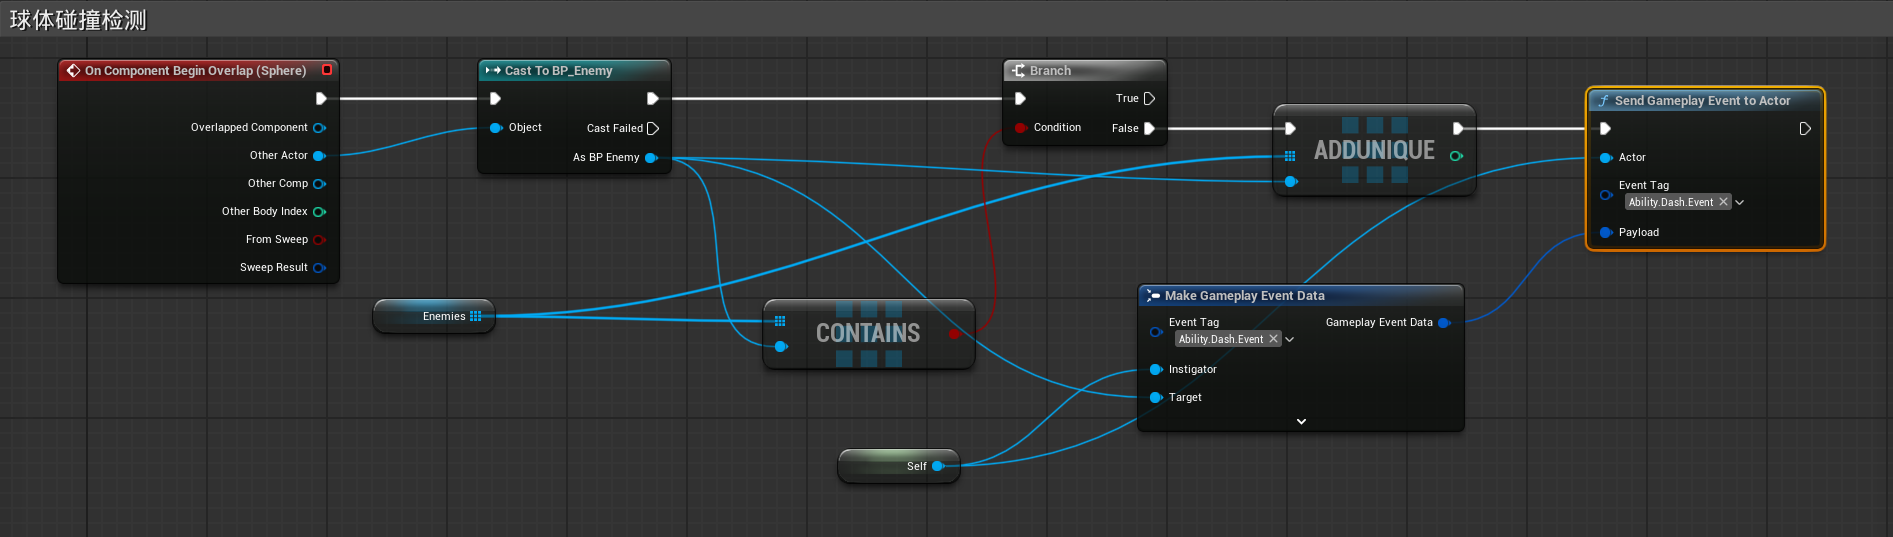 球体碰撞检测
On Component Begin Overlap (Sphere)
Overlapped Component
Other Actor
Other Comp
Other Body Index
From Sweep
Sweep Result
Cast To BP_Enemy
Object
Cast Failed
As BP Enemy
Enemies
CONTAINS
Branch
True
Condition
False
ADDUNIQUE
Self
Make Gameplay Event Data
Event Tag
Gameplay Event Data
Ability.Dash.Event
Instigator
Target
Send Gameplay Event to Actor
Actor
Event Tag
Ability.Dash.Event
Payload